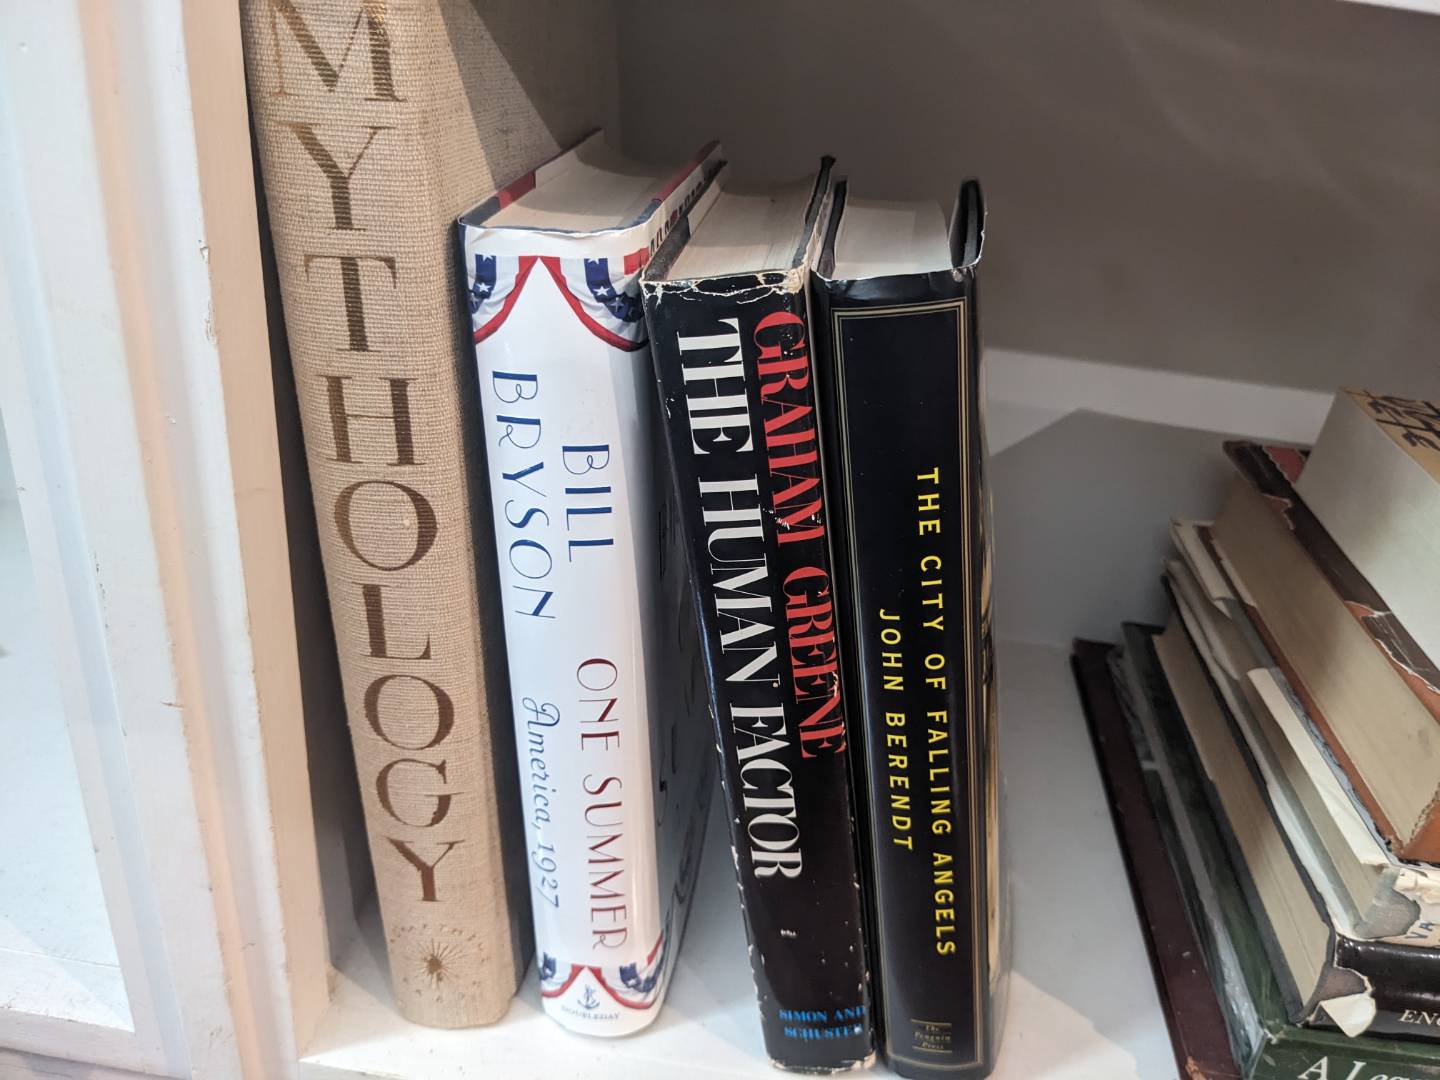 MYTHOLOGY
BILL
BRYSON
ONE SUMMER
America, 1927
DOUBLEDAY
GRAHAM GREENE
THE HUMAN FACTOR
SIMON AND
SCHUSTER
THE CITY OF FALLING ANGELS
JOHN BERENDT
The
Penguin
Press